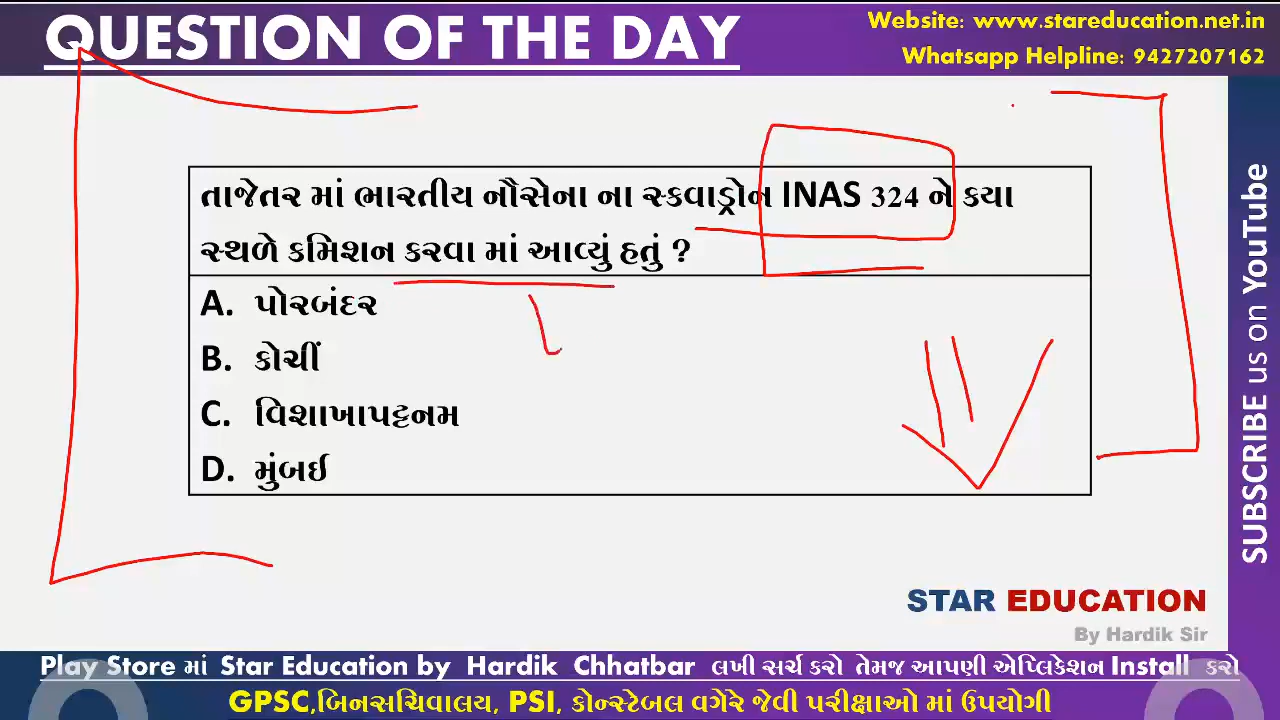 QUESTION OF THE DAY
Website: www.stareducation.net.in
Whatsapp Helpline: 9427207162
તાજેતર માં ભારતીય નૌસેના ના સ્કવાડ્રોન INAS 324 ને કયા
સ્થળે કમિશન કરવા માં આવ્યું હતું ?
A. પોરબંદર
B. કોચીં
C. વિશાખાપટ્ટનમ
D. મુંબઈ
SUBSCRIBE us on YouTube
STAR EDUCATION
By Hardik Sir
Play Store માં Star Education by Hardik Chhatbar લખી સર્ચ કરો તેમજ આપણી એપ્લિકેશન Install કરો
GPSC,બિનસચિવાલય, PSI, કોન્સ્ટેબલ વગેરે જેવી પરીક્ષાઓ માં ઉપયોગી